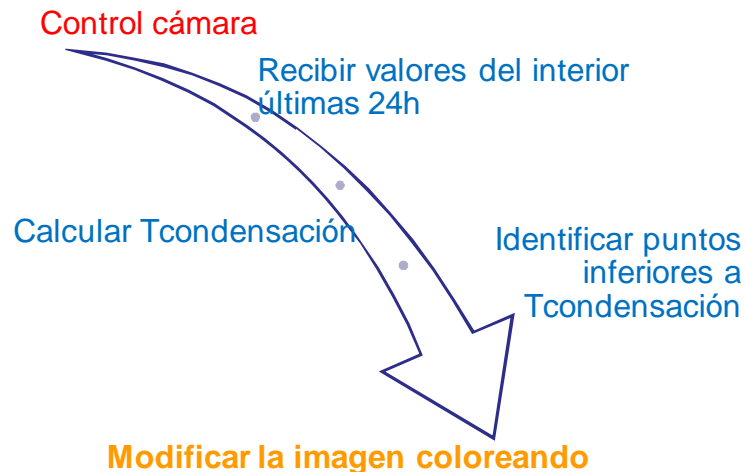 Control cámara
Recibir valores del interior
últimas 24h
Calcular Tcondensación
Identificar puntos
inferiores a
Tcondensación
Modificar la imagen coloreando